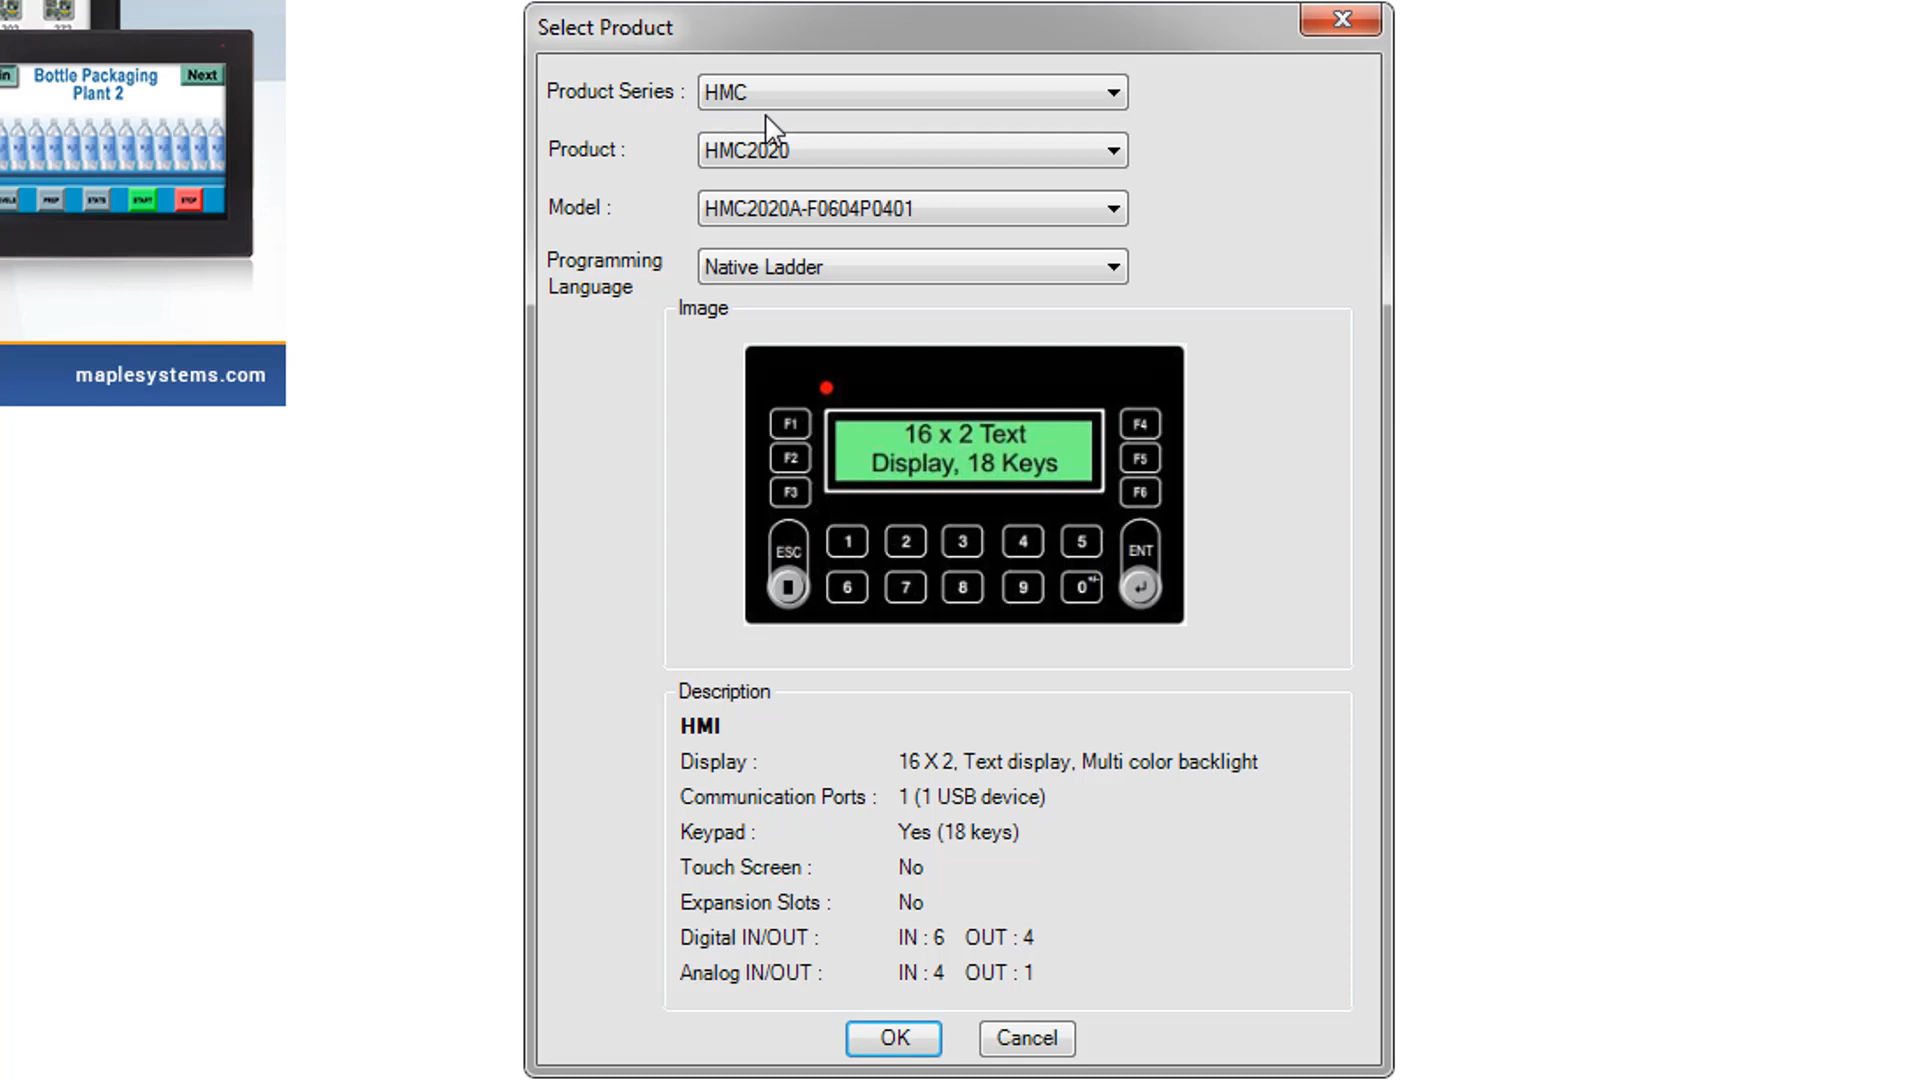 Bottle Packaging
Plant 2
Next
PREP
STATS
START
STOP
maplesystems.com
Select Product
Product Series : HMC
Product : HMC2020
Model : HMC2020A-F0604P0401
Programming Language Native Ladder
Image
F1
F2
F3
16 x 2 Text
Display, 18 Keys
F4
F5
F6
ESC 1 2 3 4 5 ENT
6 7 8 9 0+/-
Description
HMI
Display : 16 X 2, Text display, Multi color backlight
Communication Ports : 1 (1 USB device)
Keypad : Yes (18 keys)
Touch Screen : No
Expansion Slots : No
Digital IN/OUT : IN : 6 OUT : 4
Analog IN/OUT : IN : 4 OUT : 1
OK Cancel